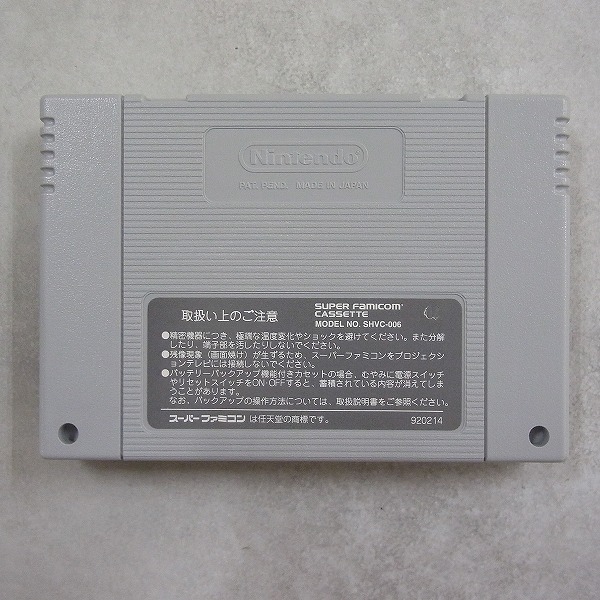 Nintendo
PAT. PEND. MADE IN JAPAN
取扱い上のご注意
SUPER FAMICOM
CASSETTE
MODEL NO. SHVC-006
●精密機器につき、極端な温度変化やショックを避けてください。また分解
したり、端子部を汚したりしないでください。
●残像現象（画面焼け）が生ずるため、スーパーファミコンをプロジェクシ
ョンテレビには接続しないでください。
●バッテリーバックアップ機能付きカセットの場合、むやみに電源スイッチ
やリセットスイッチをON・OFFすると、蓄積されている内容が消えてしま
うことがあります。
なお、バックアップの操作方法については、取扱説明書をご参照ください。
スーパーファミコン は任天堂の商標です。
920214